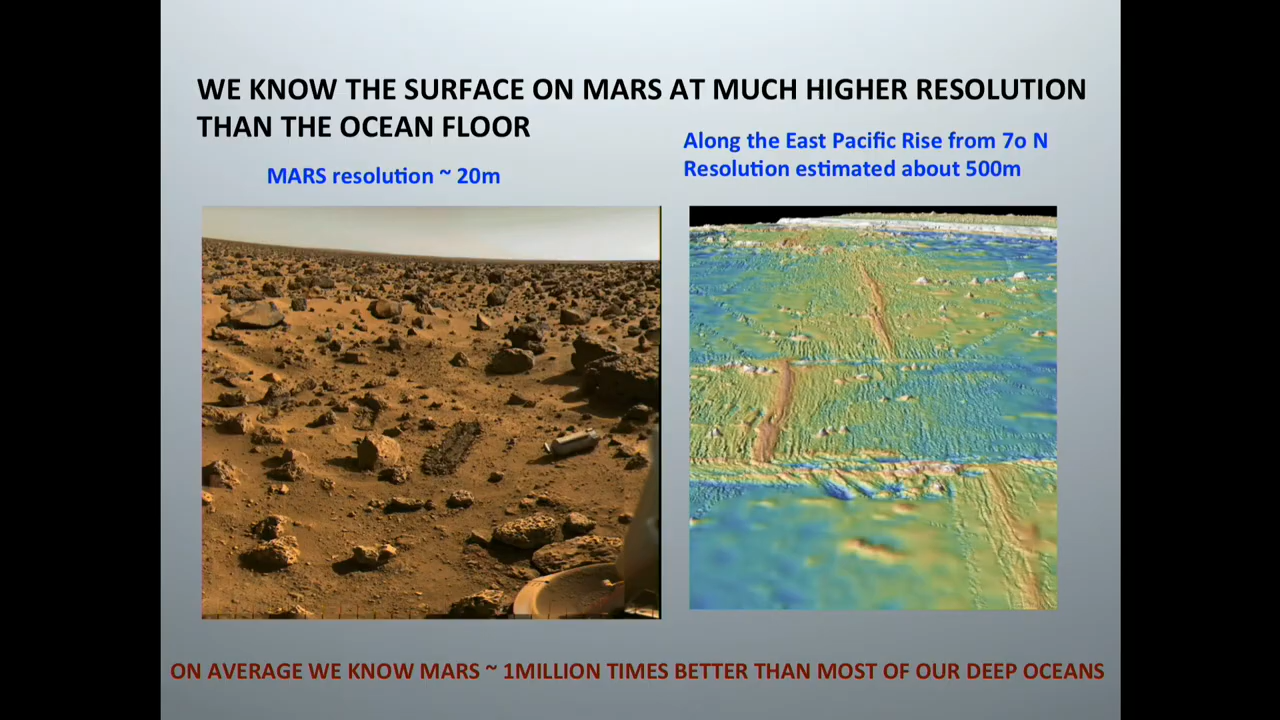 WE KNOW THE SURFACE ON MARS AT MUCH HIGHER RESOLUTION
THAN THE OCEAN FLOOR
MARS resolution ~ 20m
Along the East Pacific Rise from 7o N
Resolution estimated about 500m
ON AVERAGE WE KNOW MARS ~ 1MILLION TIMES BETTER THAN MOST OF OUR DEEP OCEANS